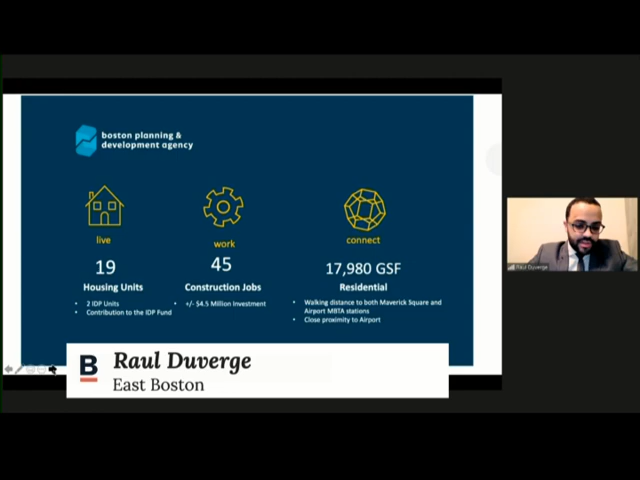 boston planning &
development agency
live
work
connect
19
45
17,980 GSF
Housing Units
Construction Jobs
Residential
• 2 IDP Units
• Contribution to the IDP Fund
• +/- $4.5 Million Investment
• Walking distance to both Maverick Square and
Airport MBTA stations
• Close proximity to Airport
Raul Duverge
B
Raul Duverge
East Boston